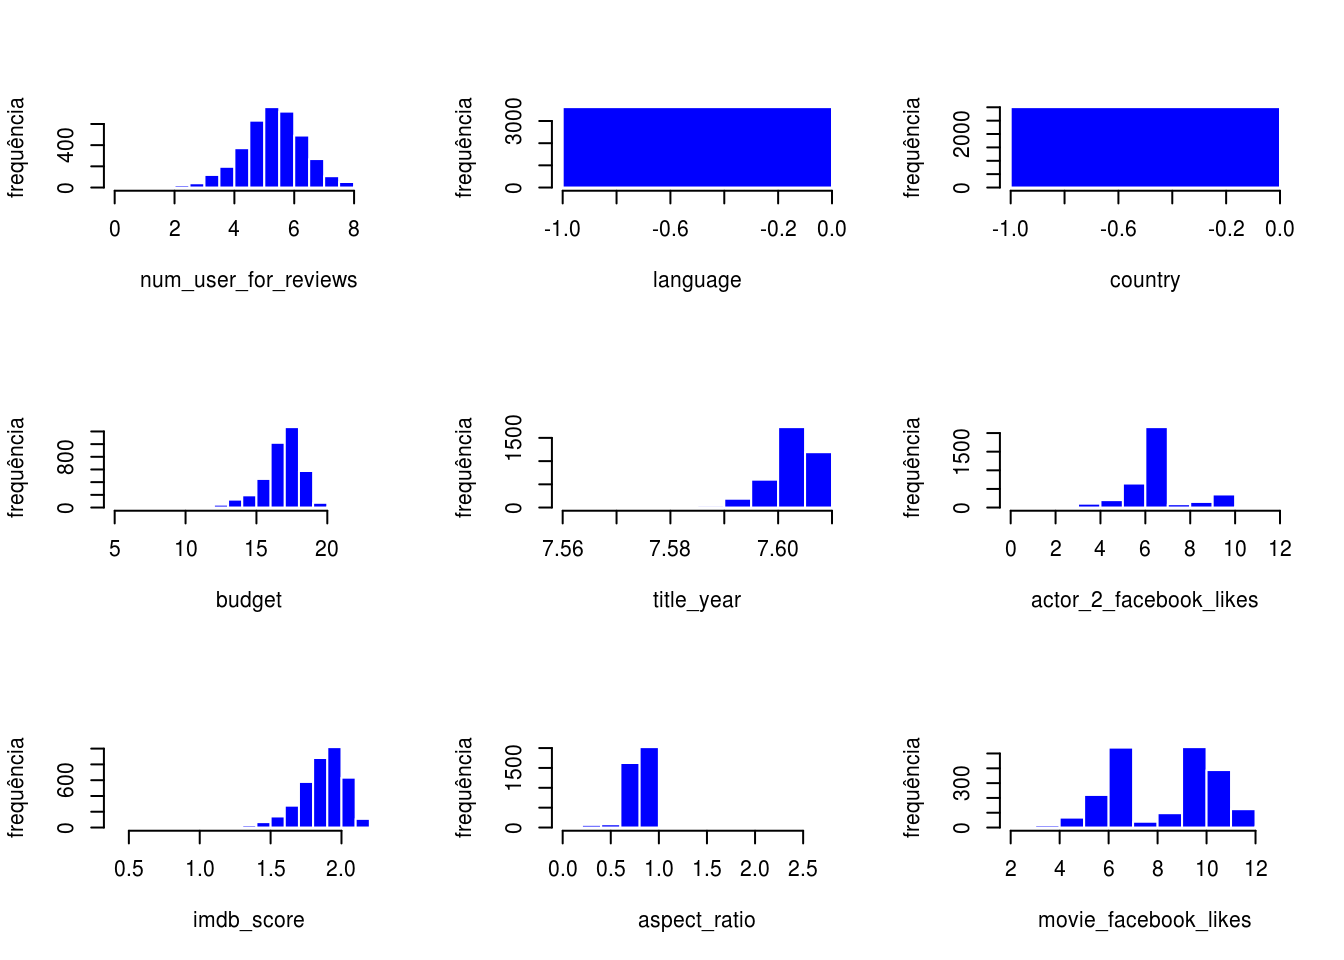 frequência
400
0
0 2 4 6 8
num_user_for_reviews
frequência
3000
0
-1.0 -0.6 -0.2 0.0
language
frequência
2000
0
-1.0 -0.6 -0.2 0.0
country
frequência
800
0
5 10 15 20
budget
frequência
1500
0
7.56 7.58 7.60
title_year
frequência
1500
0
0 2 4 6 8 10 12
actor_2_facebook_likes
frequência
600
0
0.5 1.0 1.5 2.0
imdb_score
frequência
1500
0
0.0 0.5 1.0 1.5 2.0 2.5
aspect_ratio
frequência
300
0
2 4 6 8 10 12
movie_facebook_likes